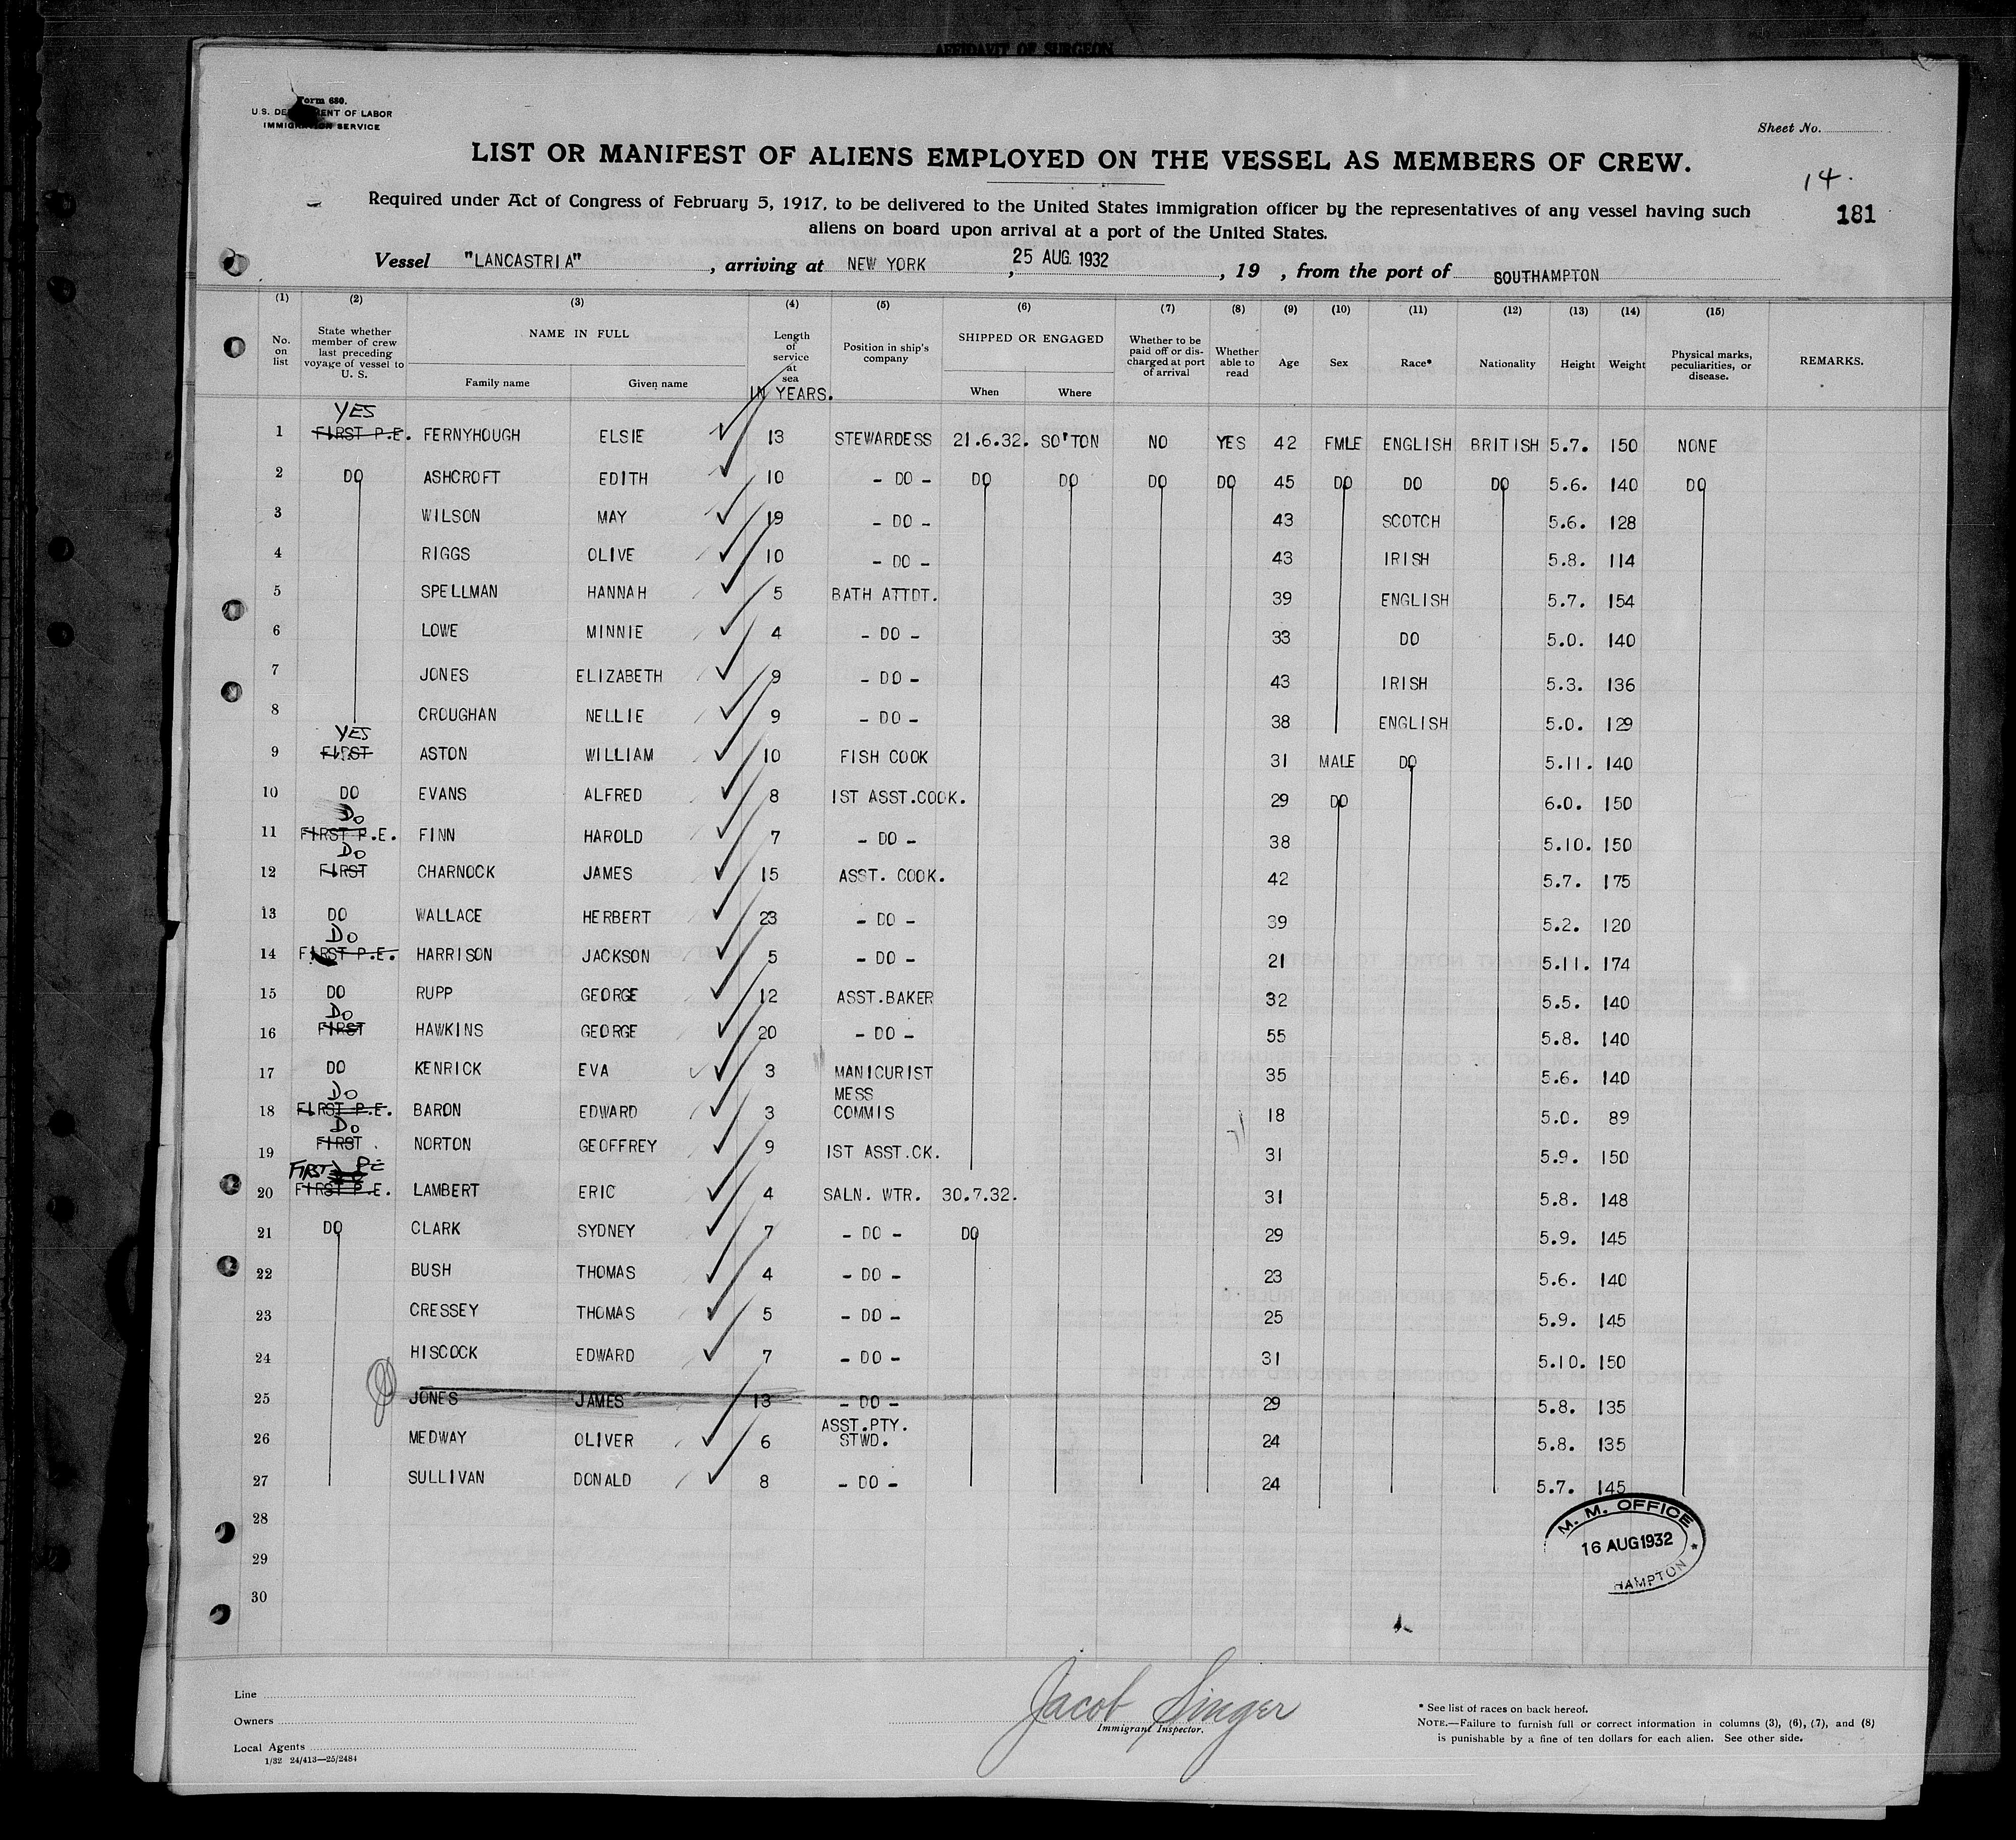 AFFIDAVIT OF SURGEON
Form 680.
U.S. DEPARTMENT OF LABOR
IMMIGRATION SERVICE
Sheet No.
LIST OR MANIFEST OF ALIENS EMPLOYED ON THE VESSEL AS MEMBERS OF CREW.
14.
181
Required under Act of Congress of February 5, 1917, to be delivered to the United States immigration officer by the representatives of any vessel having such
aliens on board upon arrival at a port of the United States.
Vessel "LANCASTRIA", arriving at NEW YORK, 25 AUG. 1932, 19 , from the port of SOUTHAMPTON
(1) (2) (3) (4) (5) (6) (7) (8) (9) (10) (11) (12) (13) (14) (15)
No. on list State whether member of crew last preceding voyage of vessel to U. S. NAME IN FULL Family name Given name Length of service at sea IN YEARS. Position in ship's company SHIPPED OR ENGAGED When Where Whether to be paid off or discharged at port of arrival Whether able to read Age Sex Race* Nationality Height Weight Physical marks, peculiarities, or disease. REMARKS.
YES
1 FIRST P.E. FERNYHOUGH ELSIE 13 STEWARDESS 21.6.32. SO'TON NO YES 42 FMLE ENGLISH BRITISH 5.7. 150 NONE
2 DO ASHCROFT EDITH 10 - DO - DO DO DO DO 45 DO DO DO 5.6. 140 DO
3 WILSON MAY 19 - DO - 43 SCOTCH 5.6. 128
4 RIGGS OLIVE 10 - DO - 43 IRISH 5.8. 114
5 SPELLMAN HANNAH 5 BATH ATTDT. 39 ENGLISH 5.7. 154
6 LOWE MINNIE 4 - DO - 33 DO 5.0. 140
7 JONES ELIZABETH 9 - DO - 43 IRISH 5.3. 136
8 CROUGHAN NELLIE 9 - DO - 38 ENGLISH 5.0. 129
YES
9 FIRST ASTON WILLIAM 10 FISH COOK 31 MALE DO 5.11. 140
10 DO EVANS ALFRED 8 1ST ASST.COOK. 29 DO 6.0. 150
Do
11 FIRST P.E. FINN HAROLD 7 - DO - 38 5.10. 150
Do
12 FIRST CHARNOCK JAMES 15 ASST. COOK. 42 5.7. 175
13 DO WALLACE HERBERT 23 - DO - 39 5.2. 120
Do
14 FIRST P.E. HARRISON JACKSON 5 - DO - 21 5.11. 174
15 DO RUPP GEORGE 12 ASST.BAKER 32 5.5. 140
Do
16 FIRST HAWKINS GEORGE 20 - DO - 55 5.8. 140
17 DO KENRICK EVA 3 MANICURIST 35 5.6. 140
Do MESS
18 FIRST P.E. BARON EDWARD 3 COMMIS 18 5.0. 89
Do
19 FIRST NORTON GEOFFREY 9 1ST ASST.CK. 31 5.9. 150
FIRST PE
20 FIRST P.E. LAMBERT ERIC 4 SALN. WTR. 30.7.32. 31 5.8. 148
21 DO CLARK SYDNEY 7 - DO - DO 29 5.9. 145
22 BUSH THOMAS 4 - DO - 23 5.6. 140
23 CRESSEY THOMAS 5 - DO - 25 5.9. 145
24 HISCOCK EDWARD 7 - DO - 31 5.10. 150
25 JONES JAMES 13 - DO - 29 5.8. 135
ASST.PTY.
26 MEDWAY OLIVER 6 STWD. 24 5.8. 135
27 SULLIVAN DONALD 8 - DO - 24 5.7. 145
28
29
30
M. M. OFFICE
16 AUG 1932
HAMPTON
Line
Owners
Local Agents
1/32 24/413—25/2484
Jacob Singer
Immigrant Inspector.
* See list of races on back hereof.
NOTE.—Failure to furnish full or correct information in columns (3), (6), (7), and (8)
is punishable by a fine of ten dollars for each alien. See other side.